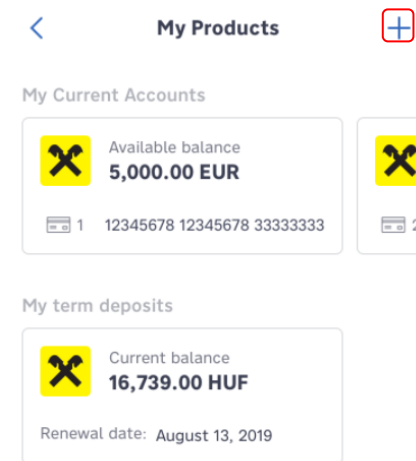 My Products
My Current Accounts
Available balance
5,000.00 EUR
1 12345678 12345678 33333333
2
My term deposits
Current balance
16,739.00 HUF
Renewal date: August 13, 2019